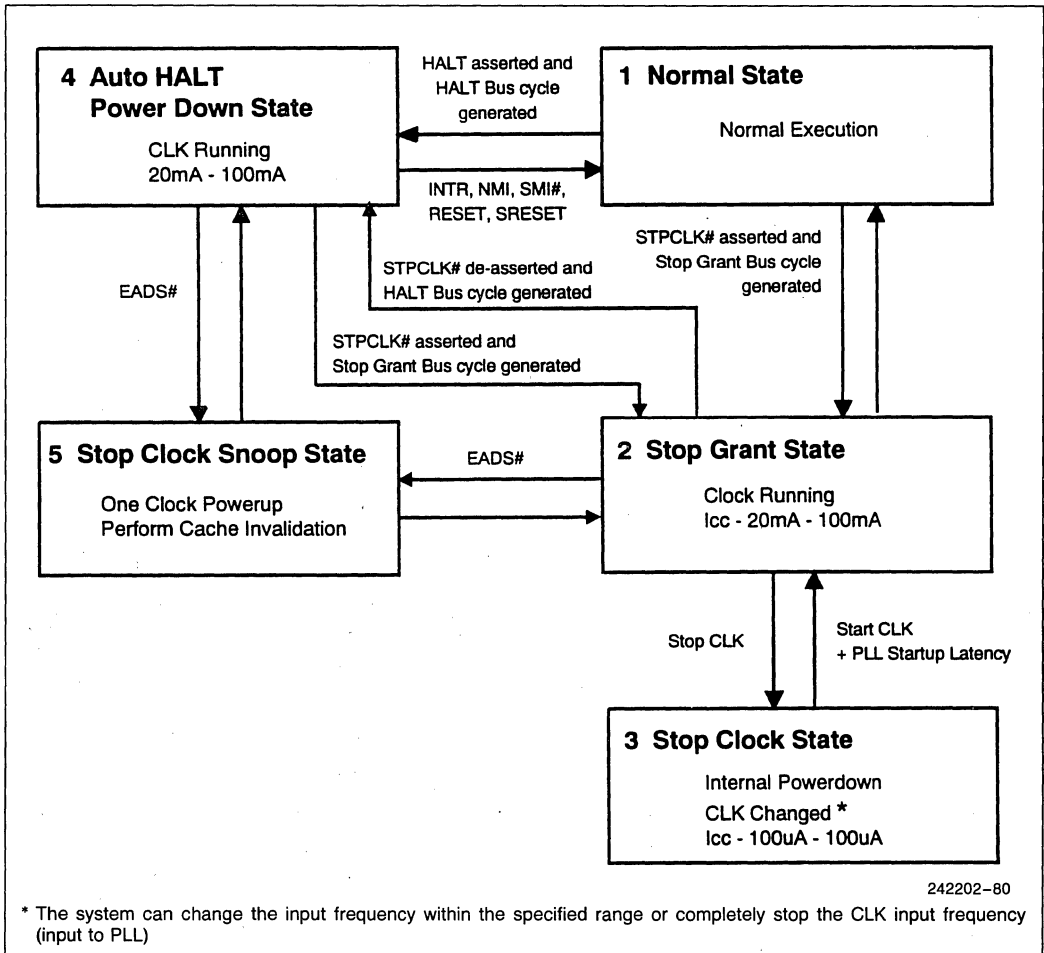 4 Auto HALT
Power Down State
CLK Running
20mA - 100mA
HALT asserted and
HALT Bus cycle
generated
1 Normal State
Normal Execution
INTR, NMI, SMI#,
RESET, SRESET
EADS#
STPCLK# de-asserted and
HALT Bus cycle generated
STPCLK# asserted and
Stop Grant Bus cycle
generated
STPCLK# asserted and
Stop Grant Bus cycle generated
5 Stop Clock Snoop State
One Clock Powerup
Perform Cache Invalidation
EADS#
2 Stop Grant State
Clock Running
Icc - 20mA - 100mA
Stop CLK
Start CLK
+ PLL Startup Latency
3 Stop Clock State
Internal Powerdown
CLK Changed *
Icc - 100uA - 100uA
242202-80
* The system can change the input frequency within the specified range or completely stop the CLK input frequency
(input to PLL)